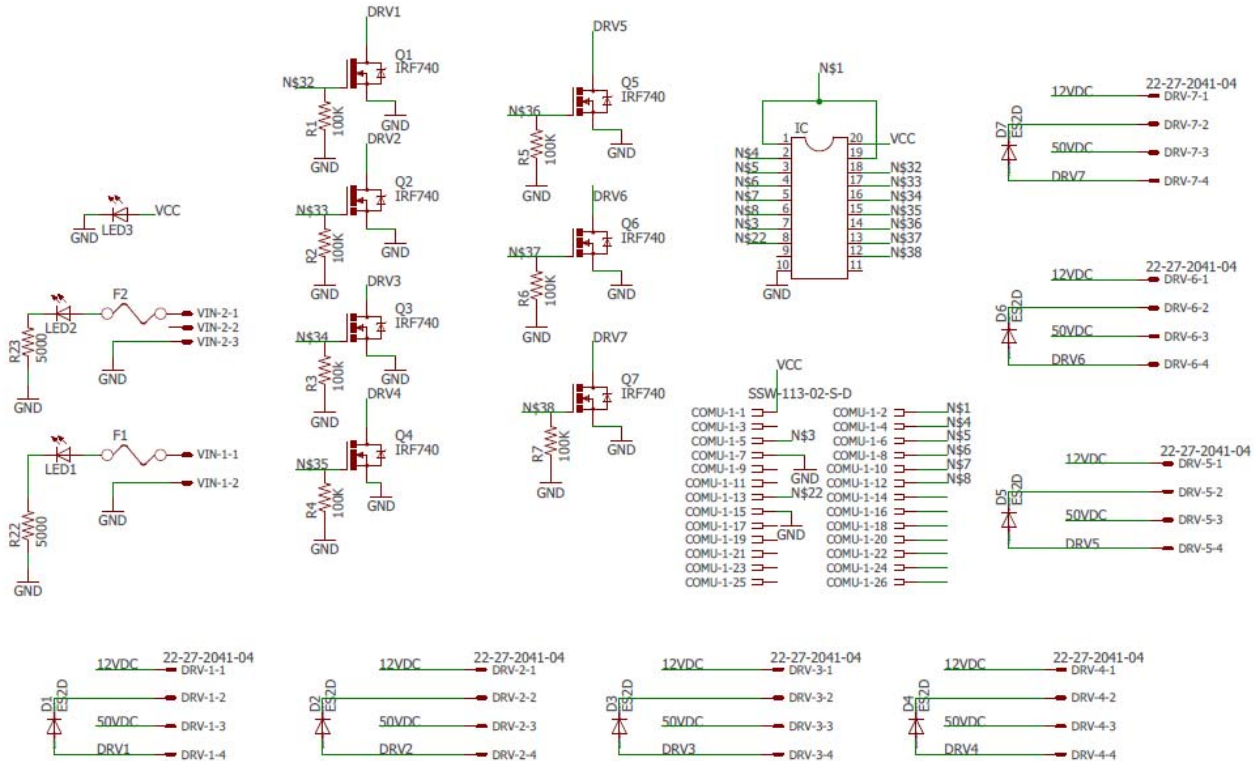 DRV1
Q1
IRF740
N$32
R1
100K
GND
GND
DRV2
Q2
IRF740
N$33
R2
100K
GND
GND
DRV3
Q3
IRF740
N$34
R3
100K
GND
GND
DRV4
Q4
IRF740
N$35
R4
100K
GND
GND
DRV5
Q5
IRF740
N$36
R5
100K
GND
GND
DRV6
Q6
IRF740
N$37
R6
100K
GND
GND
DRV7
Q7
IRF740
N$38
R7
100K
GND
GND
GND
LED3
VCC
F2
LED2
VIN-2-1
VIN-2-2
VIN-2-3
R23
5000
GND
GND
F1
LED1
VIN-1-1
VIN-1-2
R22
5000
GND
GND
N$1
IC
1 20 VCC
N$4 2 19
N$5 3 18 N$32
N$6 4 17 N$33
N$7 5 16 N$34
N$8 6 15 N$35
N$3 7 14 N$36
N$22 8 13 N$37
9 12 N$38
10 11
GND
VCC
SSW-113-02-S-D
COMU-1-1 COMU-1-2 N$1
COMU-1-3 COMU-1-4 N$4
COMU-1-5 N$3 COMU-1-6 N$5
COMU-1-7 COMU-1-8 N$6
COMU-1-9 GND COMU-1-10 N$7
COMU-1-11 COMU-1-12 N$8
COMU-1-13 N$22 COMU-1-14
COMU-1-15 COMU-1-16
COMU-1-17 GND COMU-1-18
COMU-1-19 COMU-1-20
COMU-1-21 COMU-1-22
COMU-1-23 COMU-1-24
COMU-1-25 COMU-1-26
22-27-2041-04
12VDC DRV-7-1
D7
ES2D
DRV-7-2
50VDC DRV-7-3
DRV7 DRV-7-4
22-27-2041-04
12VDC DRV-6-1
D6
ES2D
DRV-6-2
50VDC DRV-6-3
DRV6 DRV-6-4
22-27-2041-04
12VDC DRV-5-1
D5
ES2D
DRV-5-2
50VDC DRV-5-3
DRV5 DRV-5-4
22-27-2041-04
12VDC DRV-1-1
D1
ES2D
DRV-1-2
50VDC DRV-1-3
DRV1 DRV-1-4
22-27-2041-04
12VDC DRV-2-1
D2
ES2D
DRV-2-2
50VDC DRV-2-3
DRV2 DRV-2-4
22-27-2041-04
12VDC DRV-3-1
D3
ES2D
DRV-3-2
50VDC DRV-3-3
DRV3 DRV-3-4
22-27-2041-04
12VDC DRV-4-1
D4
ES2D
DRV-4-2
50VDC DRV-4-3
DRV4 DRV-4-4